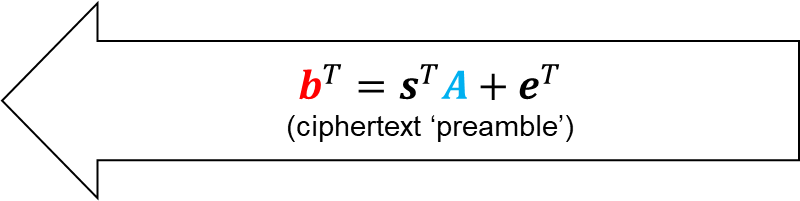 b^T = s^T A + e^T
(ciphertext ‘preamble’)